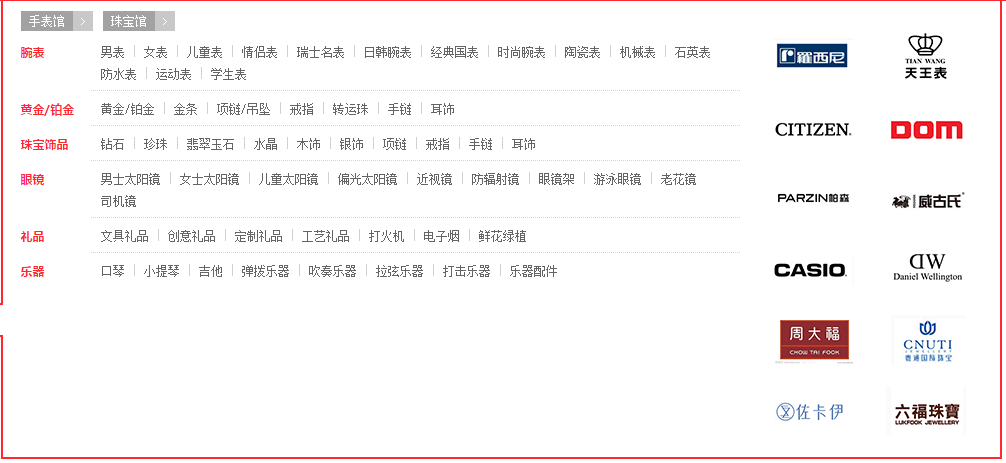 手表馆 > 珠宝馆 >
腕表 男表 女表 儿童表 情侣表 瑞士名表 日韩腕表 经典国表 时尚腕表 陶瓷表 机械表 石英表
防水表 运动表 学生表
黄金/铂金 黄金/铂金 金条 项链/吊坠 戒指 转运珠 手链 耳饰
珠宝饰品 钻石 珍珠 翡翠玉石 水晶 木饰 银饰 项链 戒指 手链 耳饰
眼镜 男士太阳镜 女士太阳镜 儿童太阳镜 偏光太阳镜 近视镜 防辐射镜 眼镜架 游泳眼镜 老花镜
司机镜
礼品 文具礼品 创意礼品 定制礼品 工艺礼品 打火机 电子烟 鲜花绿植
乐器 口琴 小提琴 吉他 弹拨乐器 吹奏乐器 拉弦乐器 打击乐器 乐器配件
羅西尼
TIAN WANG
天王表
CITIZEN
DOM
PARZIN帕森
威古氏
CASIO
DW
Daniel Wellington
周大福
CHOW TAI FOOK
CNUTI
JEWELLERY
粤通国际珠宝
佐卡伊
六福珠寶
LUKFOOK JEWELLERY